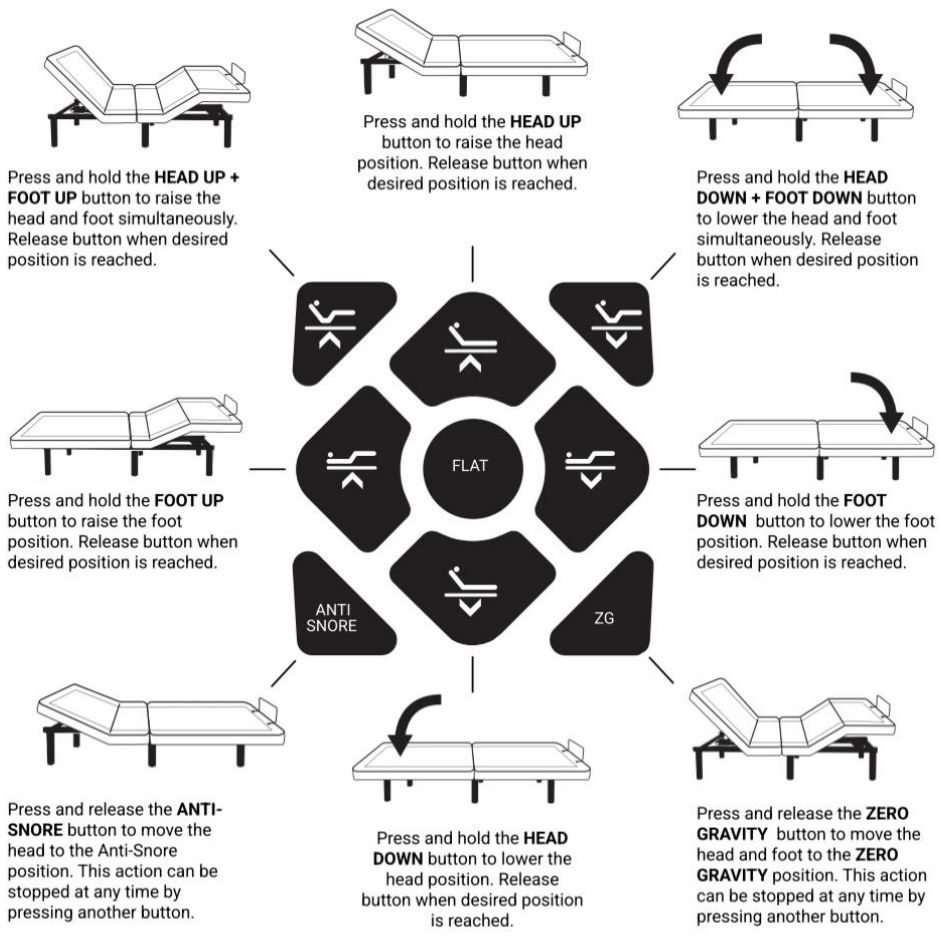 Press and hold the HEAD UP +
FOOT UP button to raise the
head and foot simultaneously.
Release button when desired
position is reached.
Press and hold the HEAD UP
button to raise the head
position. Release button when
desired position is reached.
Press and hold the HEAD
DOWN + FOOT DOWN button
to lower the head and foot
simultaneously. Release
button when desired position
is reached.
Press and hold the FOOT UP
button to raise the foot
position. Release button when
desired position is reached.
FLAT
Press and hold the FOOT
DOWN button to lower the foot
position. Release button when
desired position is reached.
ANTI
SNORE
ZG
Press and release the ANTI-
SNORE button to move the
head to the Anti-Snore
position. This action can be
stopped at any time by
pressing another button.
Press and hold the HEAD
DOWN button to lower the
head position. Release
button when desired position
is reached.
Press and release the ZERO
GRAVITY button to move the
head and foot to the ZERO
GRAVITY position. This action
can be stopped at any time by
pressing another button.